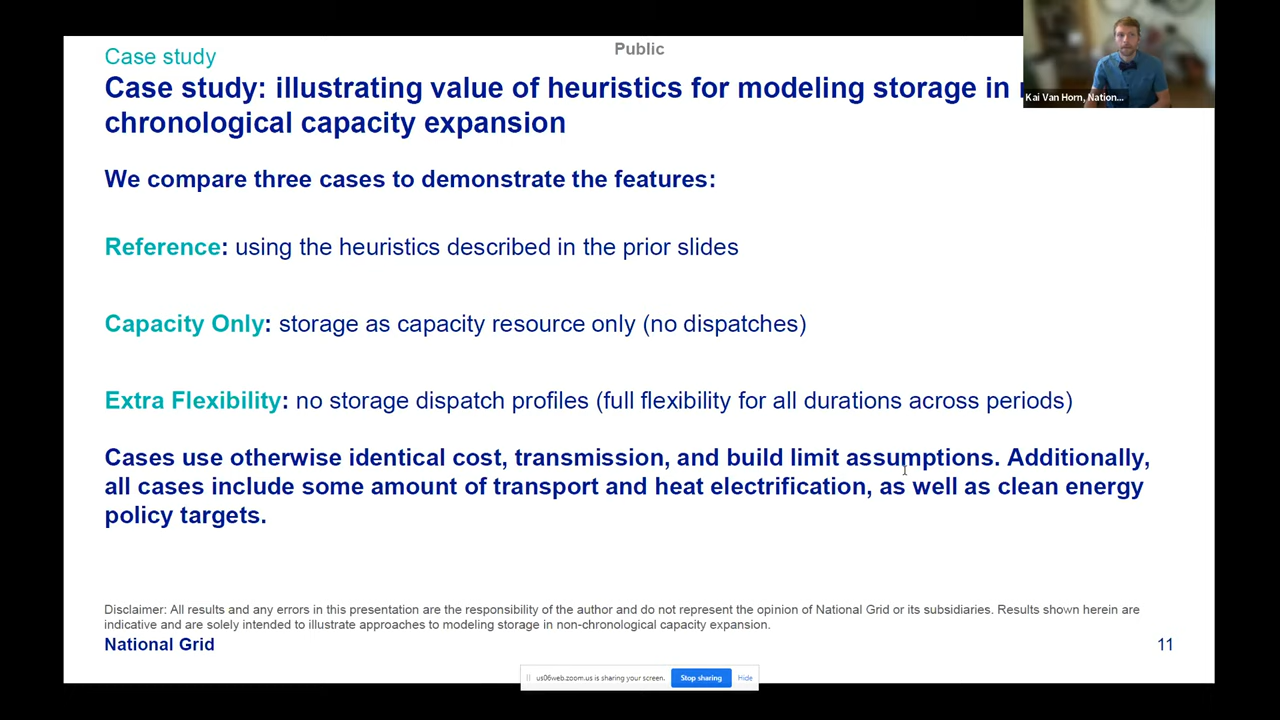 Case study
Public
Case study: illustrating value of heuristics for modeling storage in
chronological capacity expansion
Kai Van Horn, Nation...
We compare three cases to demonstrate the features:
Reference: using the heuristics described in the prior slides
Capacity Only: storage as capacity resource only (no dispatches)
Extra Flexibility: no storage dispatch profiles (full flexibility for all durations across periods)
Cases use otherwise identical cost, transmission, and build limit assumptions. Additionally,
all cases include some amount of transport and heat electrification, as well as clean energy
policy targets.
Disclaimer: All results and any errors in this presentation are the responsibility of the author and do not represent the opinion of National Grid or its subsidiaries. Results shown herein are
indicative and are solely intended to illustrate approaches to modeling storage in non-chronological capacity expansion.
National Grid
11
us06web.zoom.us is sharing your screen.
Stop sharing
Hide